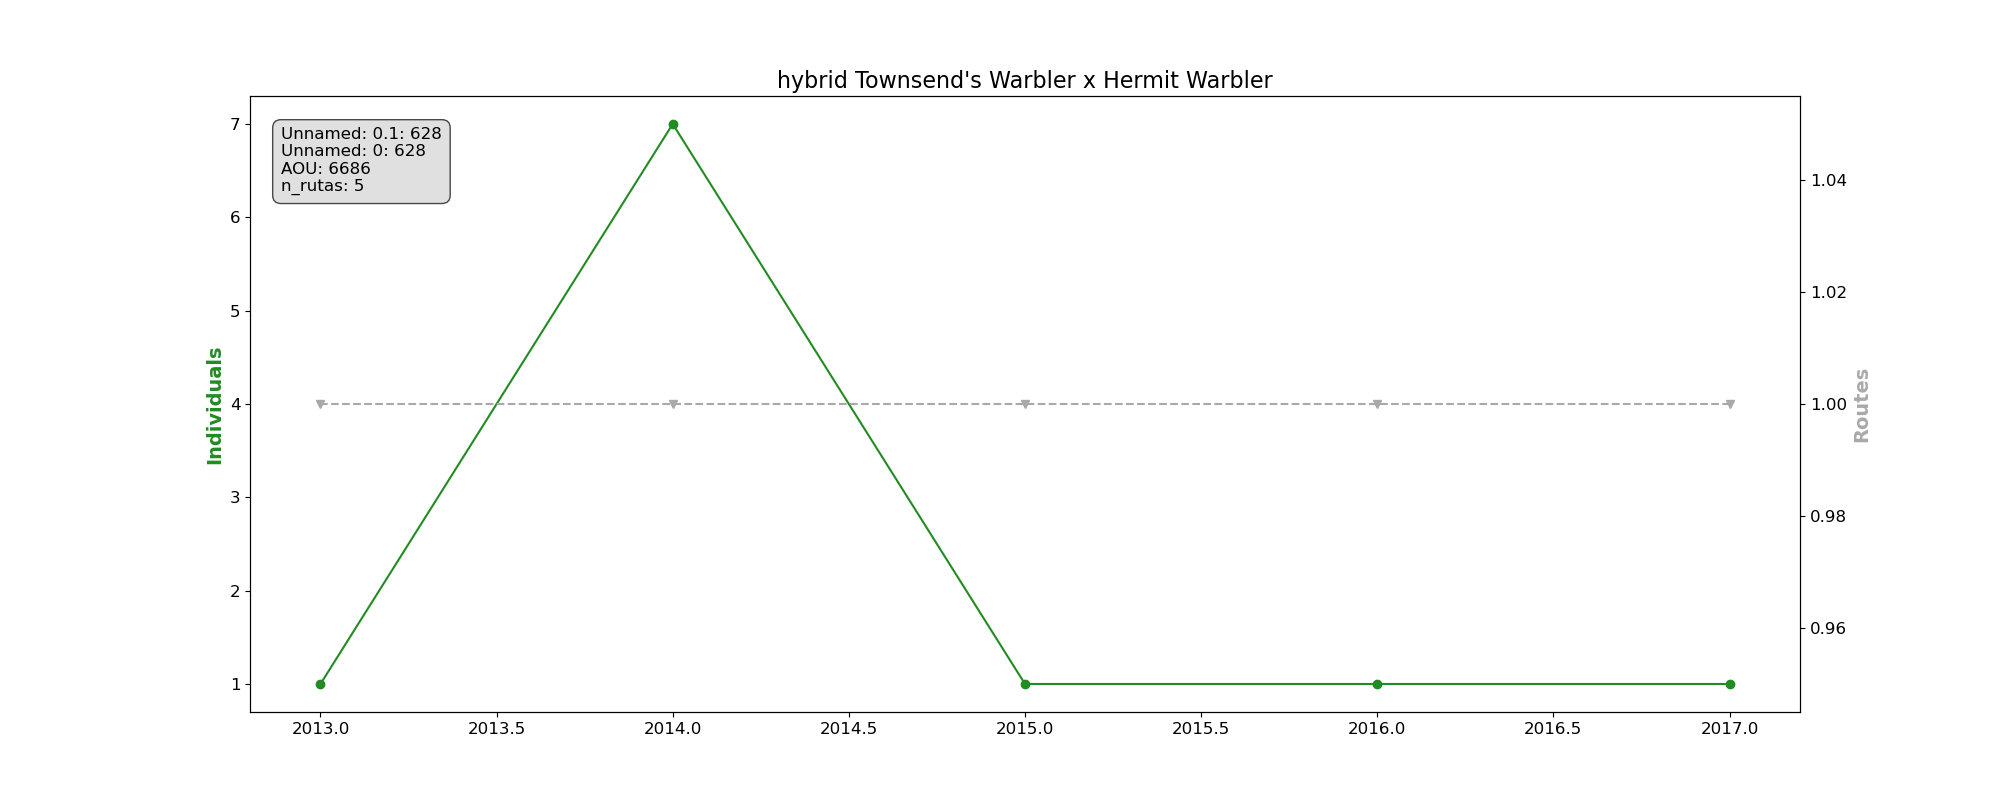 hybrid Townsend's Warbler x Hermit Warbler
Unnamed: 0.1: 628
Unnamed: 0: 628
AOU: 6686
n_rutas: 5
Individuals
7
6
5
4
3
2
1
1.04
1.02
1.00
0.98
0.96
Routes
2013.0 2013.5 2014.0 2014.5 2015.0 2015.5 2016.0 2016.5 2017.0